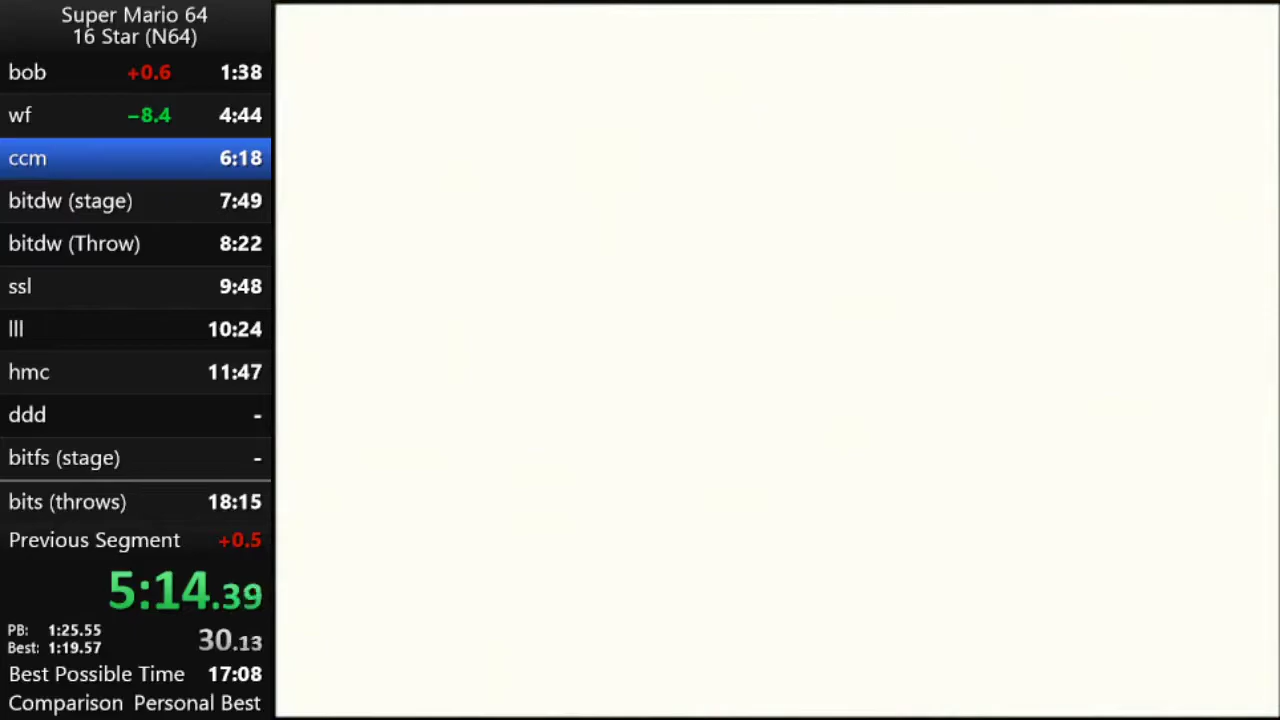 Super Mario 64
16 Star (N64)
bob +0.6 1:38
wf −8.4 4:44
ccm 6:18
bitdw (stage) 7:49
bitdw (Throw) 8:22
ssl 9:48
lll 10:24
hmc 11:47
ddd -
bitfs (stage) -
bits (throws) 18:15
Previous Segment +0.5
5:14.39
PB: 1:25.55
Best: 1:19.57
30.13
Best Possible Time 17:08
Comparison Personal Best